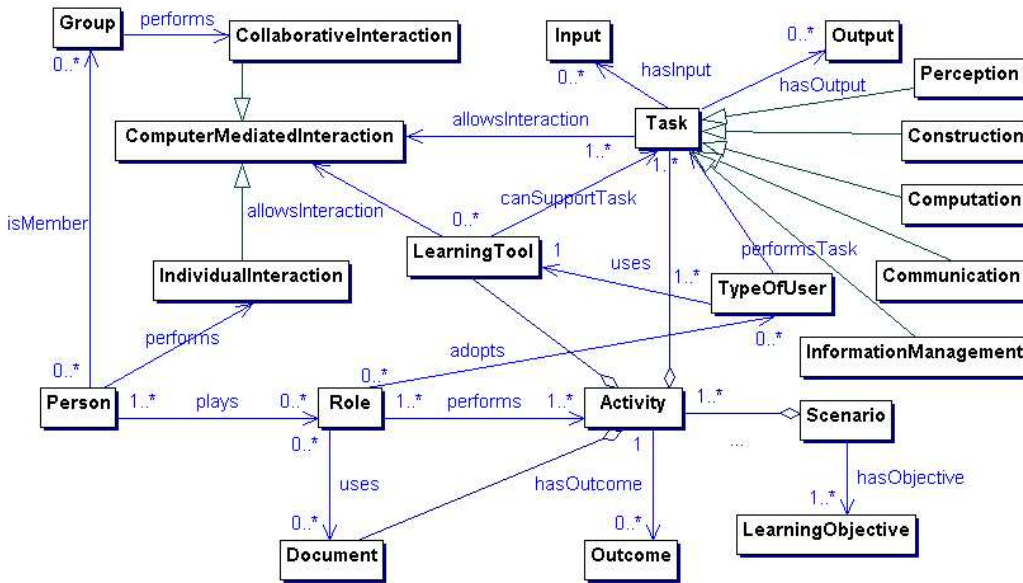 Group
performs
CollaborativeInteraction
Input
0..*
Output
0..*
0..*
hasInput
hasOutput
Perception
ComputerMediatedInteraction
allowsInteraction
Task
1..*
1..*
Construction
isMember
allowsInteraction
0..*
canSupportTask
Computation
LearningTool
1
uses
performsTask
IndividualInteraction
1..*
TypeOfUser
Communication
performs
adopts
0..*
InformationManagement
0..*
0..*
Person
1..*
plays
0..*
Role
1..*
performs
1..*
Activity
1..*
Scenario
0..*
1
...
uses
hasOutcome
hasObjective
0..*
0..*
1..*
Document
Outcome
LearningObjective